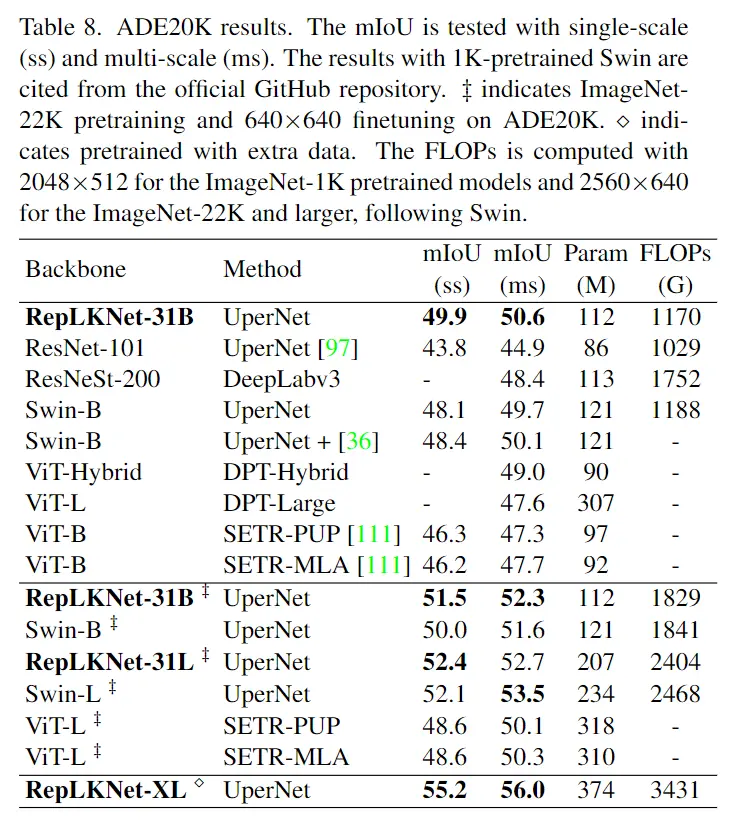 Table 8. ADE20K results. The mIoU is tested with single-scale
(ss) and multi-scale (ms). The results with 1K-pretrained Swin are
cited from the official GitHub repository. ‡ indicates ImageNet-
22K pretraining and 640×640 finetuning on ADE20K. ⋄ indi-
cates pretrained with extra data. The FLOPs is computed with
2048×512 for the ImageNet-1K pretrained models and 2560×640
for the ImageNet-22K and larger, following Swin.
Backbone Method mIoU (ss) mIoU (ms) Param (M) FLOPs (G)
RepLKNet-31B UperNet 49.9 50.6 112 1170
ResNet-101 UperNet [97] 43.8 44.9 86 1029
ResNeSt-200 DeepLabv3 - 48.4 113 1752
Swin-B UperNet 48.1 49.7 121 1188
Swin-B UperNet + [36] 48.4 50.1 121 -
ViT-Hybrid DPT-Hybrid - 49.0 90 -
ViT-L DPT-Large - 47.6 307 -
ViT-B SETR-PUP [111] 46.3 47.3 97 -
ViT-B SETR-MLA [111] 46.2 47.7 92 -
RepLKNet-31B ‡ UperNet 51.5 52.3 112 1829
Swin-B ‡ UperNet 50.0 51.6 121 1841
RepLKNet-31L ‡ UperNet 52.4 52.7 207 2404
Swin-L ‡ UperNet 52.1 53.5 234 2468
ViT-L ‡ SETR-PUP 48.6 50.1 318 -
ViT-L ‡ SETR-MLA 48.6 50.3 310 -
RepLKNet-XL ⋄ UperNet 55.2 56.0 374 3431